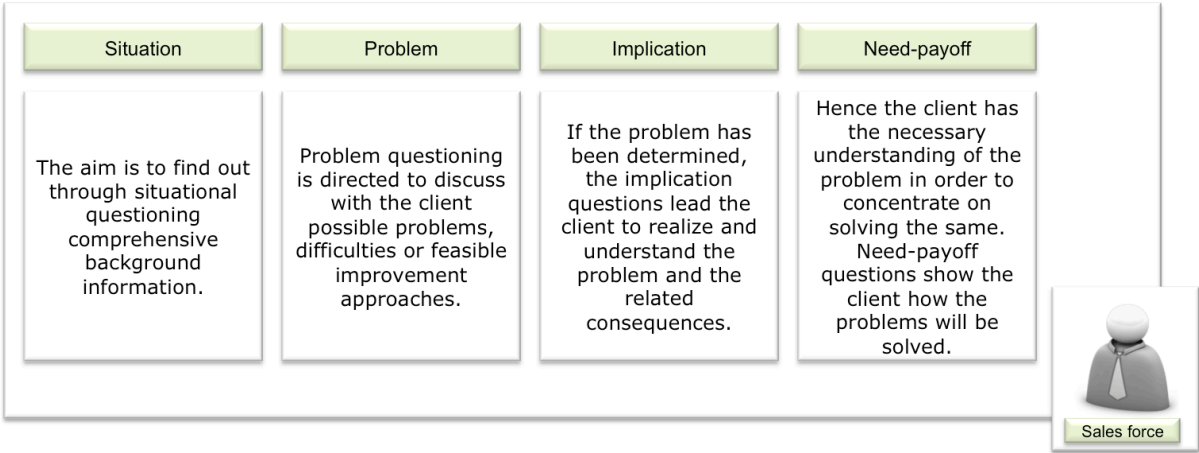 Situation
Problem
Implication
Need-payoff
The aim is to find out
through situational
questioning
comprehensive
background
information.
Problem questioning
is directed to discuss
with the client
possible problems,
difficulties or feasible
improvement
approaches.
If the problem has
been determined,
the implication
questions lead the
client to realize and
understand the
problem and the
related
consequences.
Hence the client has
the necessary
understanding of the
problem in order to
concentrate on
solving the same.
Need-payoff
questions show the
client how the
problems will be
solved.
Sales force